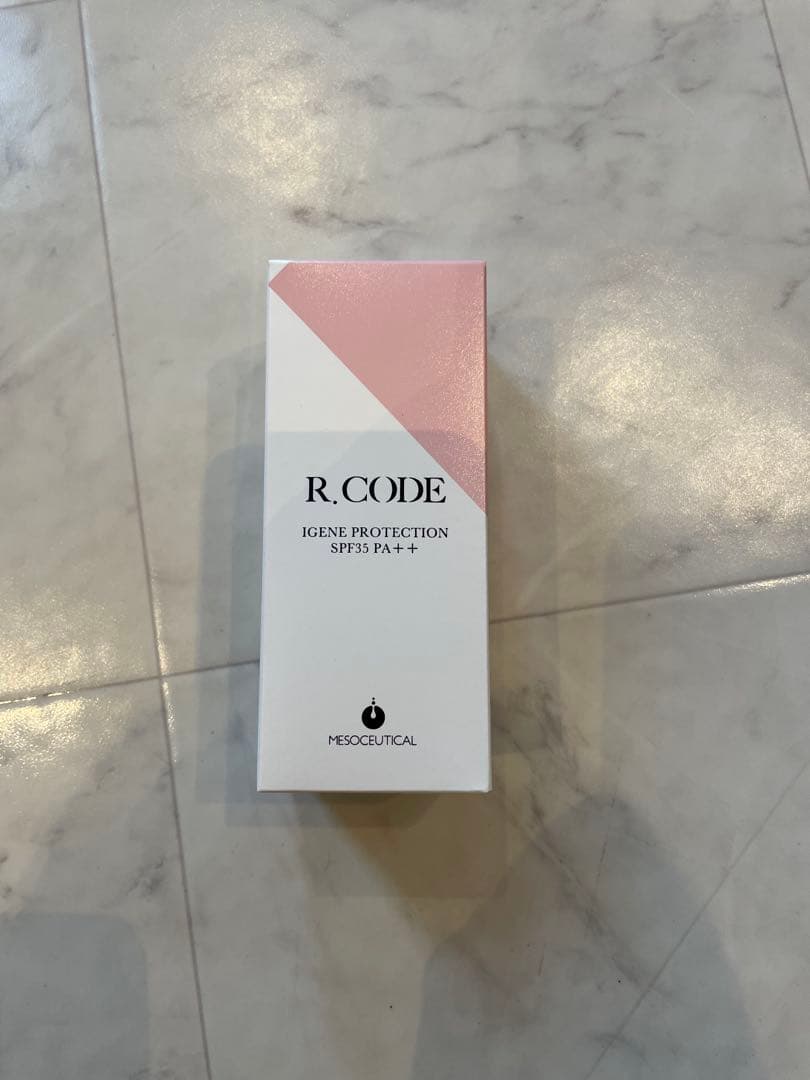 R.CODE
IGENE PROTECTION
SPF35 PA++
MESOCEUTICAL